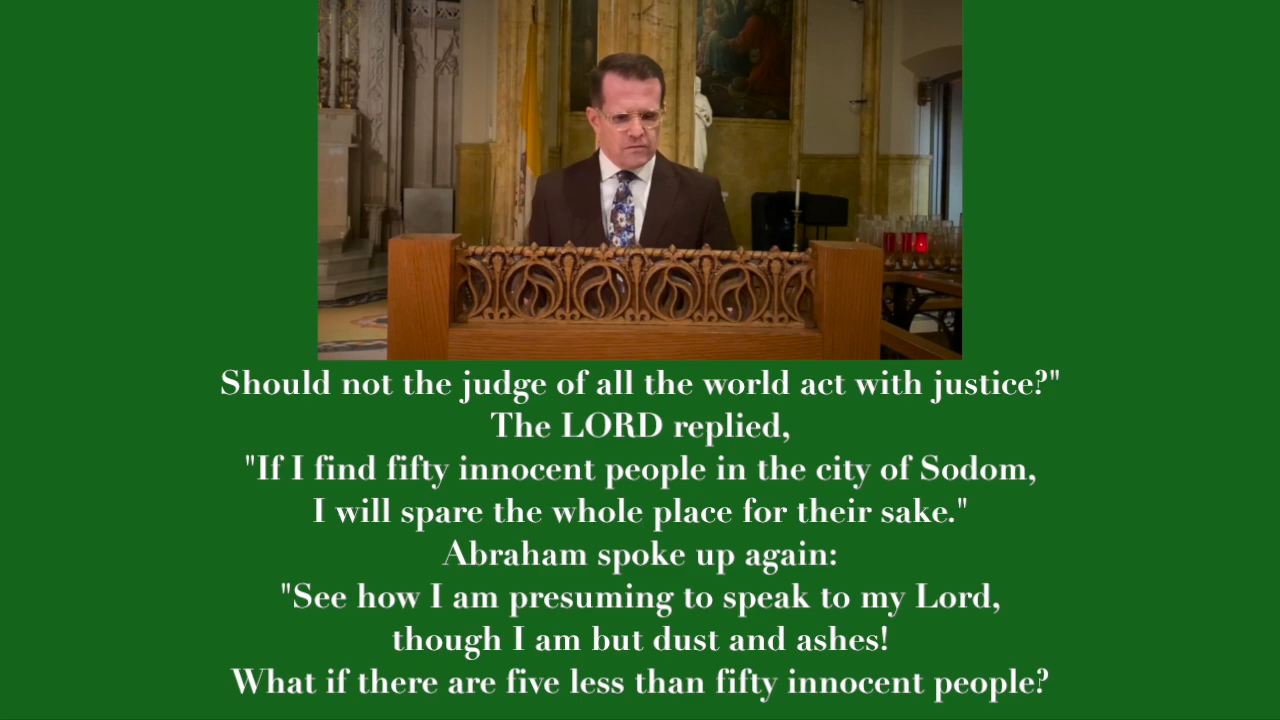 Should not the judge of all the world act with justice?"
The LORD replied,
"If I find fifty innocent people in the city of Sodom,
I will spare the whole place for their sake."
Abraham spoke up again:
"See how I am presuming to speak to my Lord,
though I am but dust and ashes!
What if there are five less than fifty innocent people?